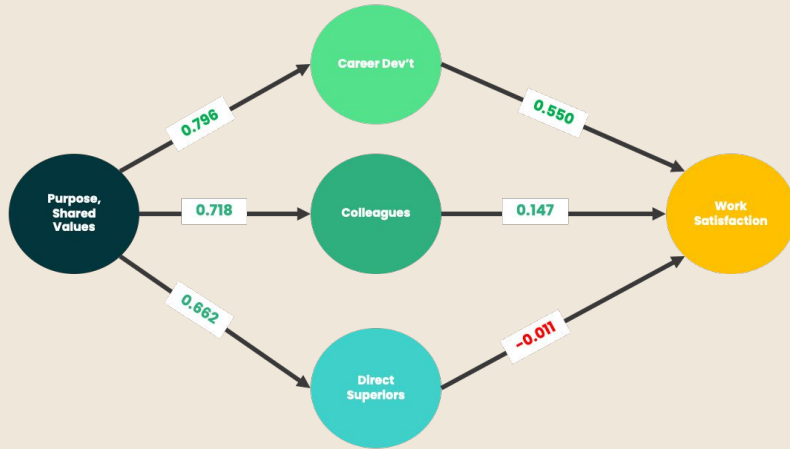 Career Dev't
0.796
0.550
Purpose,
Shared
Values
0.718
Colleagues
0.147
Work
Satisfaction
0.662
-0.011
Direct
Superiors